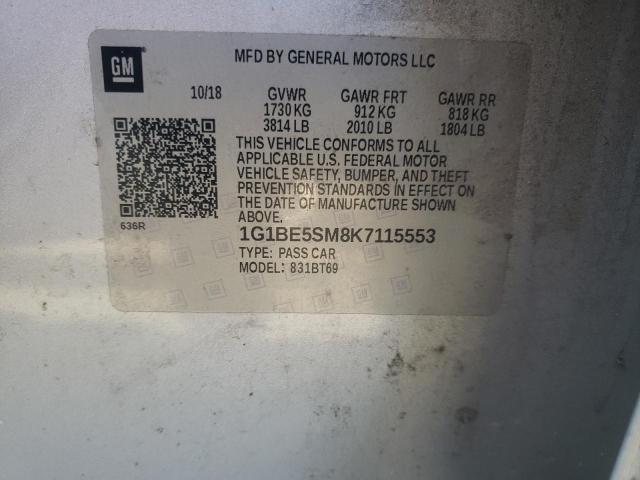 GM
MFD BY GENERAL MOTORS LLC
10/18 GVWR GAWR FRT GAWR RR
1730 KG 912 KG 818 KG
3814 LB 2010 LB 1804 LB
THIS VEHICLE CONFORMS TO ALL
APPLICABLE U.S. FEDERAL MOTOR
VEHICLE SAFETY, BUMPER, AND THEFT
PREVENTION STANDARDS IN EFFECT ON
THE DATE OF MANUFACTURE SHOWN
ABOVE.
636R
1G1BE5SM8K7115553
TYPE: PASS CAR
MODEL: 831BT69